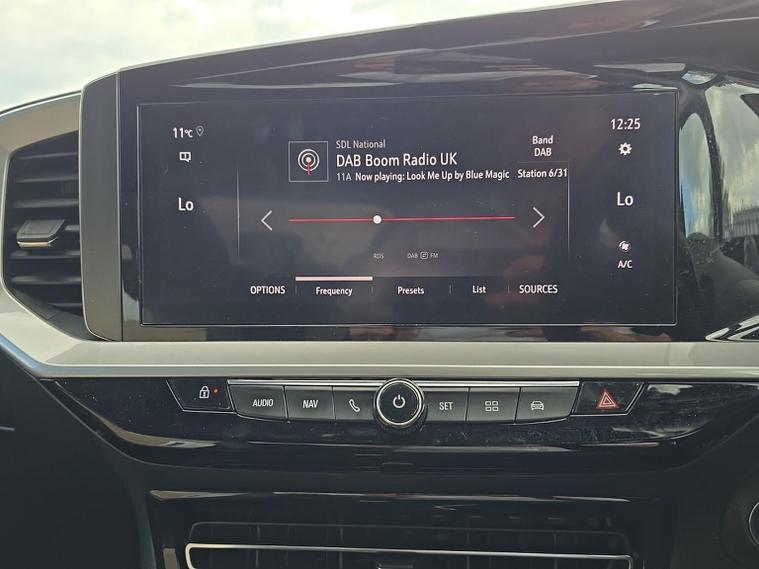 11°C
12:25
SDL National
Band
DAB
DAB Boom Radio UK
11A Now playing: Look Me Up by Blue Magic
Station 6/31
Lo
Lo
RDS
DAB FM
A/C
OPTIONS
Frequency
Presets
List
SOURCES
AUDIO
NAV
SET